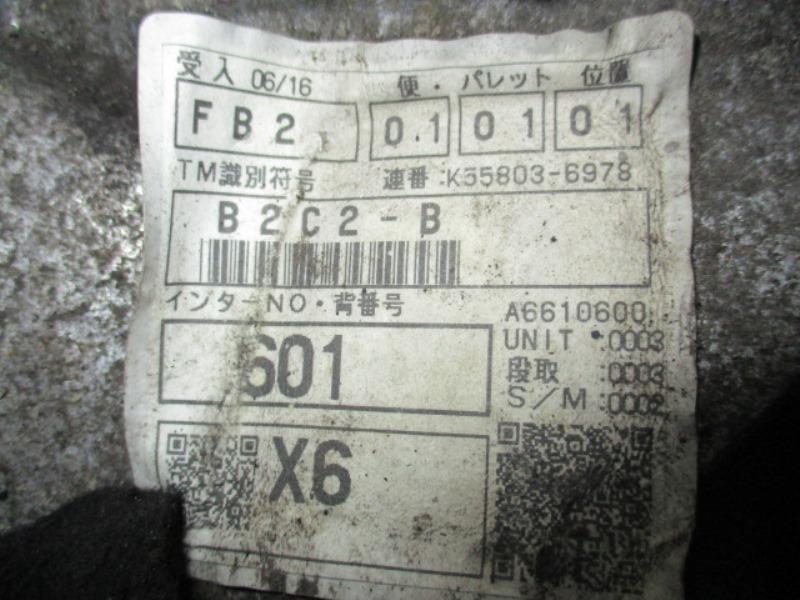 受入 06/16 便・パレット 位置
FB2 0.1 01 01
TM識別符号 連番:K55803-6978
B2C2-B
インターNO・背番号 A6610600
601 UNIT :0003
段取 :0003
S/M :0002
X6